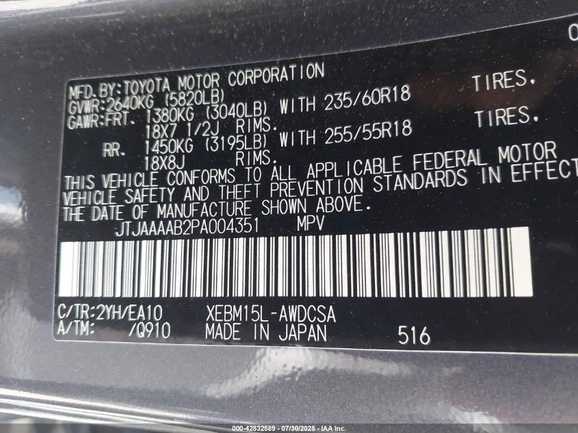 MFD.BY:TOYOTA MOTOR CORPORATION
GVWR:2640KG (5820LB)
GAWR:FRT. 1380KG (3040LB) WITH 235/60R18 TIRES,
18X7 1/2J RIMS.
RR. 1450KG (3195LB) WITH 255/55R18 TIRES,
18X8J RIMS.
THIS VEHICLE CONFORMS TO ALL APPLICABLE FEDERAL MOTOR
VEHICLE SAFETY AND THEFT PREVENTION STANDARDS IN EFFECT
THE DATE OF MANUFACTURE SHOWN ABOVE.
JTJAAAAB2PA004351 MPV
C/TR:2YH/EA10 XEBM15L-AWDCSA
A/TM: /Q910 MADE IN JAPAN 516
000-42832589 | 07/30/2025 | IAA Inc.